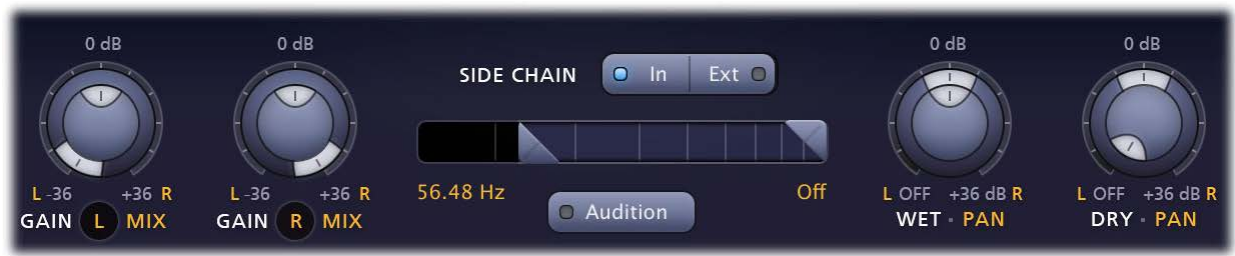 0 dB 0 dB 0 dB 0 dB
SIDE CHAIN In Ext
L -36 +36 R L -36 +36 R 56.48 Hz Off L OFF +36 dB R L OFF +36 dB R
GAIN L MIX GAIN R MIX Audition WET • PAN DRY • PAN